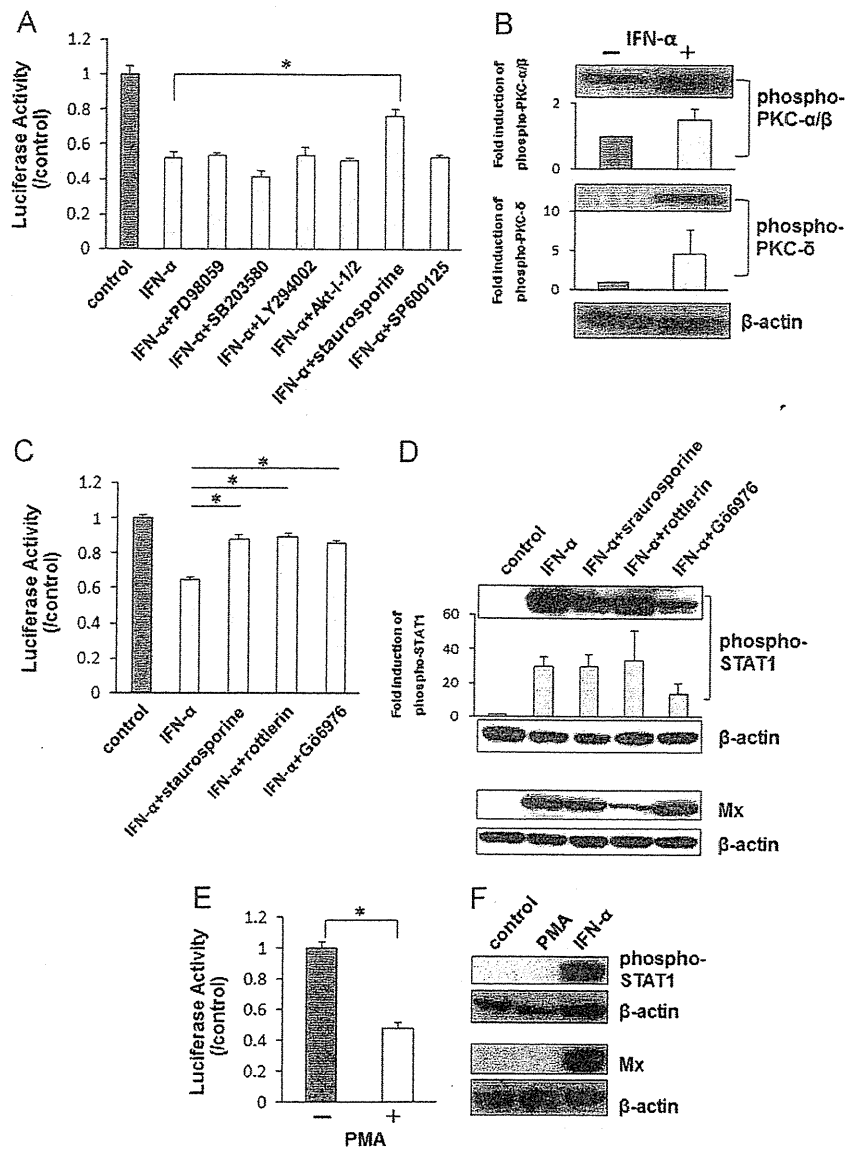 A
Luciferase Activity
(/control)
1.2
1
0.8
0.6
0.4
0.2
0
*
control
IFN-α
IFN-α+PD98059
IFN-α+SB203580
IFN-α+LY294002
IFN-α+Akt-I-1/2
IFN-α+staurosporine
IFN-α+SP600125
B
IFN-α
− +
Fold induction of
phospho-PKC-α/β
2
1
0
phospho-
PKC-α/β
Fold induction of
phospho-PKC-δ
10
5
0
phospho-
PKC-δ
β-actin
C
Luciferase Activity
(/control)
1.2
1
0.8
0.6
0.4
0.2
0
*
*
*
control
IFN-α
IFN-α+staurosporine
IFN-α+rottlerin
IFN-α+Gö6976
D
control
IFN-α
IFN-α+sraurosporine
IFN-α+rottlerin
IFN-α+Gö6976
Fold induction of
phospho-STAT1
60
40
20
0
phospho-
STAT1
β-actin
Mx
β-actin
E
Luciferase Activity
(/control)
1.2
1
0.8
0.6
0.4
0.2
0
*
− +
PMA
F
control
PMA
IFN-α
phospho-
STAT1
β-actin
Mx
β-actin